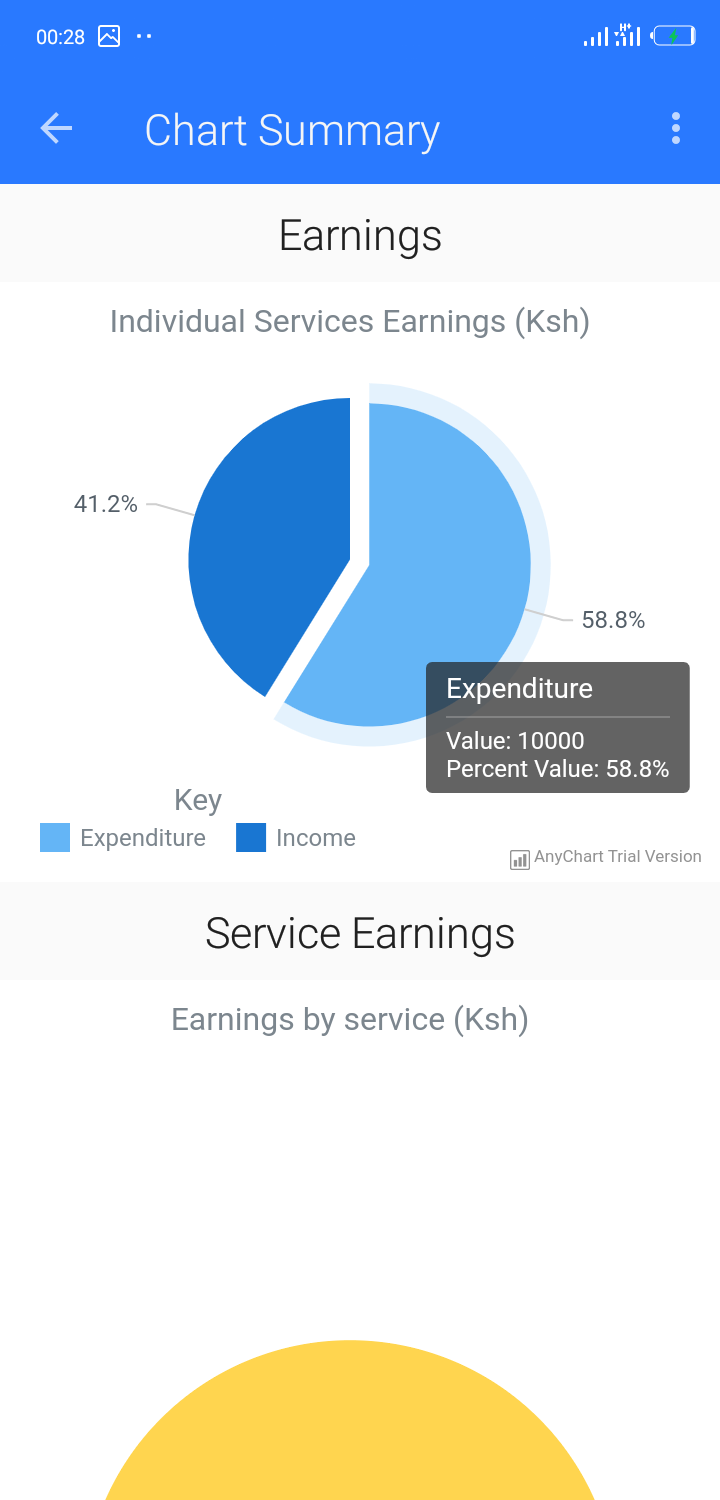 00:28
Chart Summary
Earnings
Individual Services Earnings (Ksh)
41.2%
58.8%
Expenditure
Value: 10000
Percent Value: 58.8%
Key
Expenditure Income
AnyChart Trial Version
Service Earnings
Earnings by service (Ksh)